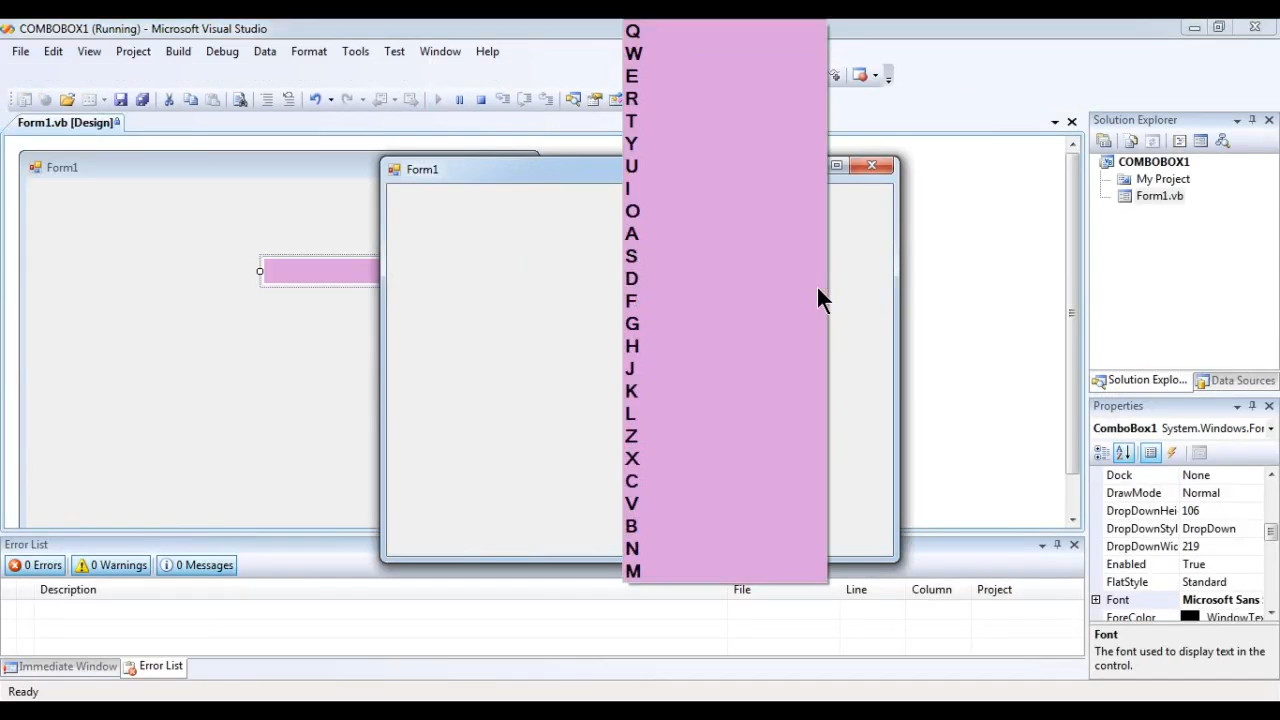 COMBOBOX1 (Running) - Microsoft Visual Studio
File Edit View Project Build Debug Data Format Tools Test Window Help
Form1.vb [Design]
Form1
Form1
Q
W
E
R
T
Y
U
I
O
A
S
D
F
G
H
J
K
L
Z
X
C
V
B
N
M
Solution Explorer
COMBOBOX1
My Project
Form1.vb
Solution Explo... Data Sources
Properties
ComboBox1 System.Windows.For
Dock None
DrawMode Normal
DropDownHei 106
DropDownStyl DropDown
DropDownWic 219
Enabled True
FlatStyle Standard
Font Microsoft Sans
ForeColor WindowTex
Font
The font used to display text in the
control.
Error List
0 Errors 0 Warnings 0 Messages
Description File Line Column Project
Immediate Window Error List
Ready